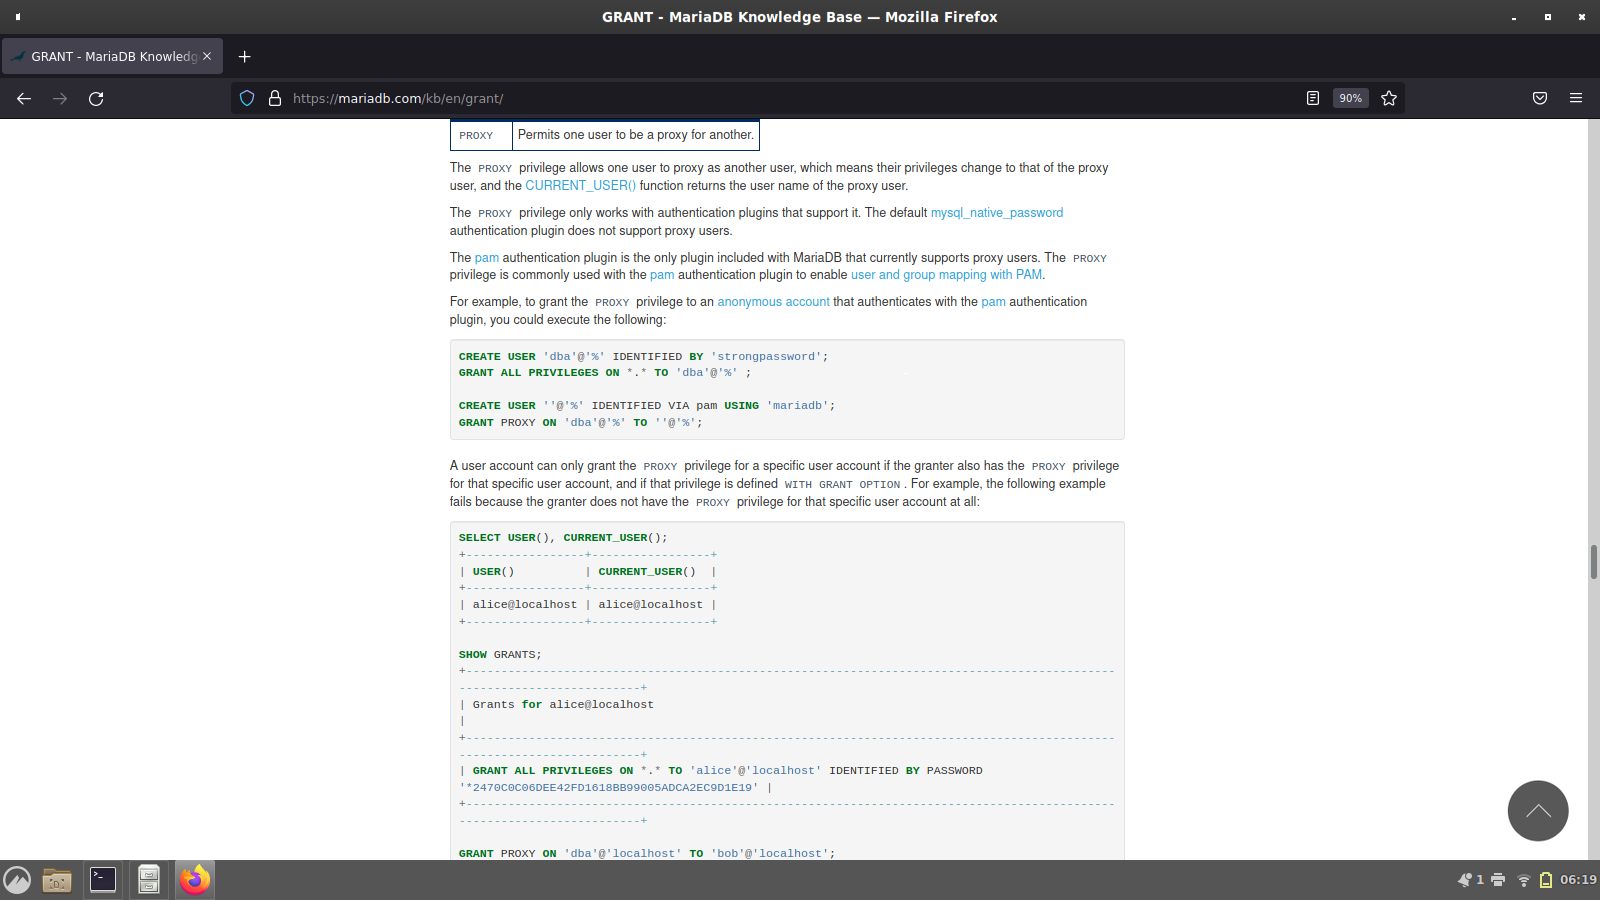 GRANT - MariaDB Knowledge Base — Mozilla Firefox
GRANT - MariaDB Knowledg
https://mariadb.com/kb/en/grant/
90%
PROXY Permits one user to be a proxy for another.
The PROXY privilege allows one user to proxy as another user, which means their privileges change to that of the proxy
user, and the CURRENT_USER() function returns the user name of the proxy user.
The PROXY privilege only works with authentication plugins that support it. The default mysql_native_password
authentication plugin does not support proxy users.
The pam authentication plugin is the only plugin included with MariaDB that currently supports proxy users. The PROXY
privilege is commonly used with the pam authentication plugin to enable user and group mapping with PAM.
For example, to grant the PROXY privilege to an anonymous account that authenticates with the pam authentication
plugin, you could execute the following:
CREATE USER 'dba'@'%' IDENTIFIED BY 'strongpassword';
GRANT ALL PRIVILEGES ON *.* TO 'dba'@'%' ;
CREATE USER ''@'%' IDENTIFIED VIA pam USING 'mariadb';
GRANT PROXY ON 'dba'@'%' TO ''@'%';
A user account can only grant the PROXY privilege for a specific user account if the granter also has the PROXY privilege
for that specific user account, and if that privilege is defined WITH GRANT OPTION. For example, the following example
fails because the granter does not have the PROXY privilege for that specific user account at all:
SELECT USER(), CURRENT_USER();
+-----------------+-----------------+
| USER()          | CURRENT_USER()  |
+-----------------+-----------------+
| alice@localhost | alice@localhost |
+-----------------+-----------------+
SHOW GRANTS;
+---------------------------------------------------------------------------------------------
--------------------------+
| Grants for alice@localhost
|
+---------------------------------------------------------------------------------------------
--------------------------+
| GRANT ALL PRIVILEGES ON *.* TO 'alice'@'localhost' IDENTIFIED BY PASSWORD
'*2470C0C06DEE42FD1618BB99005ADCA2EC9D1E19' |
+---------------------------------------------------------------------------------------------
--------------------------+
GRANT PROXY ON 'dba'@'localhost' TO 'bob'@'localhost';
1
06:19